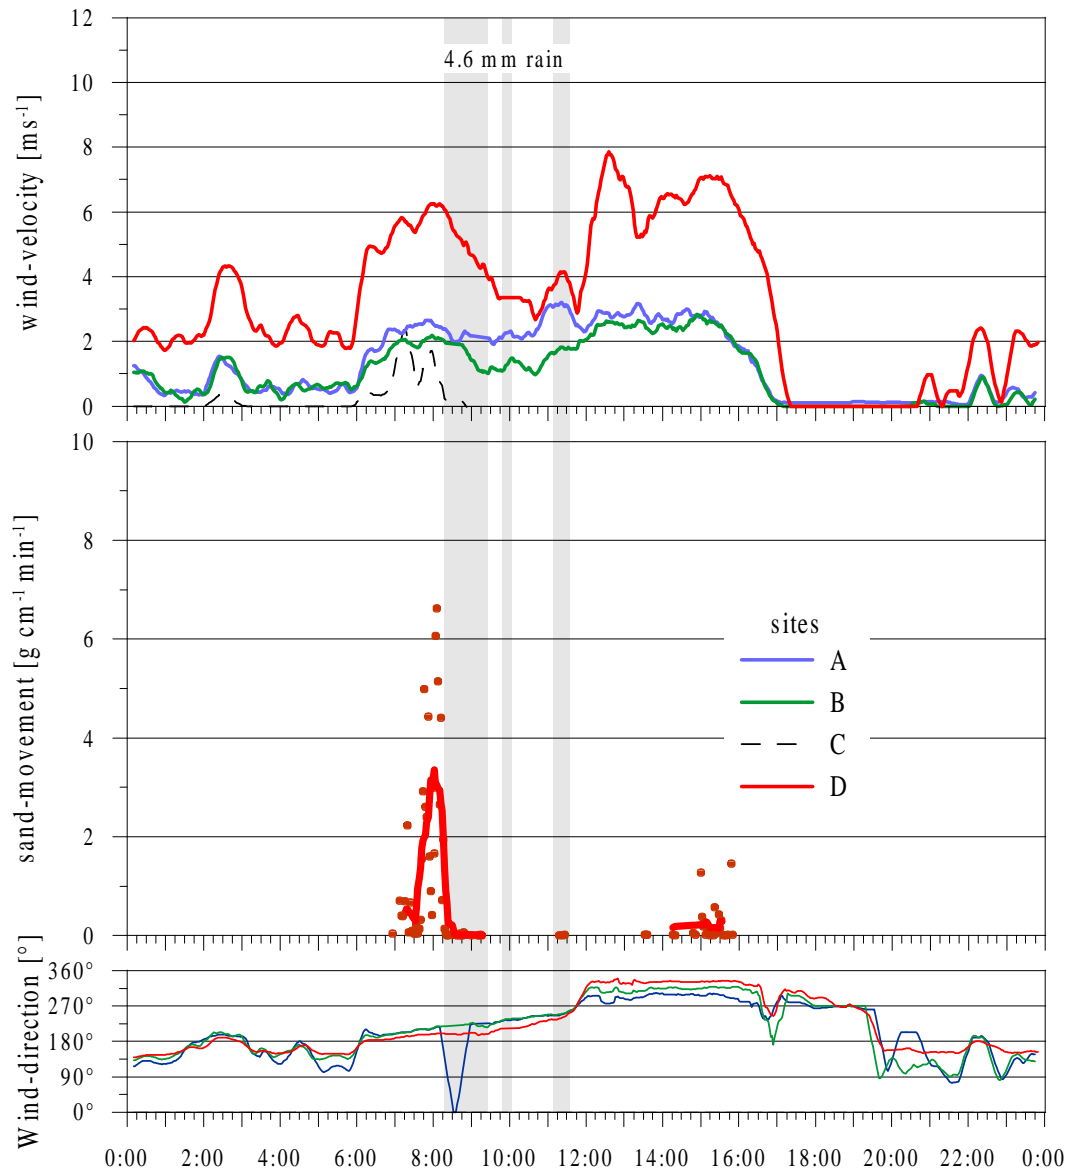 wind-velocity [ms⁻¹]
12
10
8
6
4
2
0
4.6 mm rain
sand-movement [g cm⁻¹ min⁻¹]
10
8
6
4
2
0
sites
A
B
C
D
Wind-direction [°]
360°
270°
180°
90°
0°
0:00 2:00 4:00 6:00 8:00 10:00 12:00 14:00 16:00 18:00 20:00 22:00 0:00